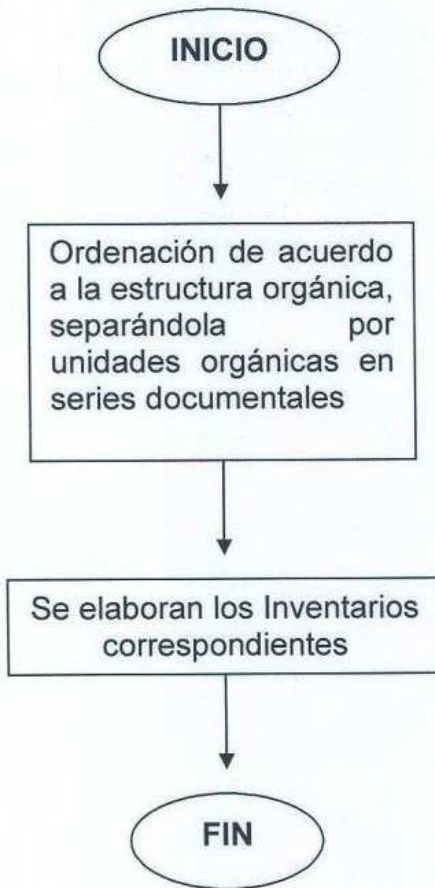 INICIO
Ordenación de acuerdo
a la estructura orgánica,
separándola por
unidades orgánicas en
series documentales
Se elaboran los Inventarios
correspondientes
FIN